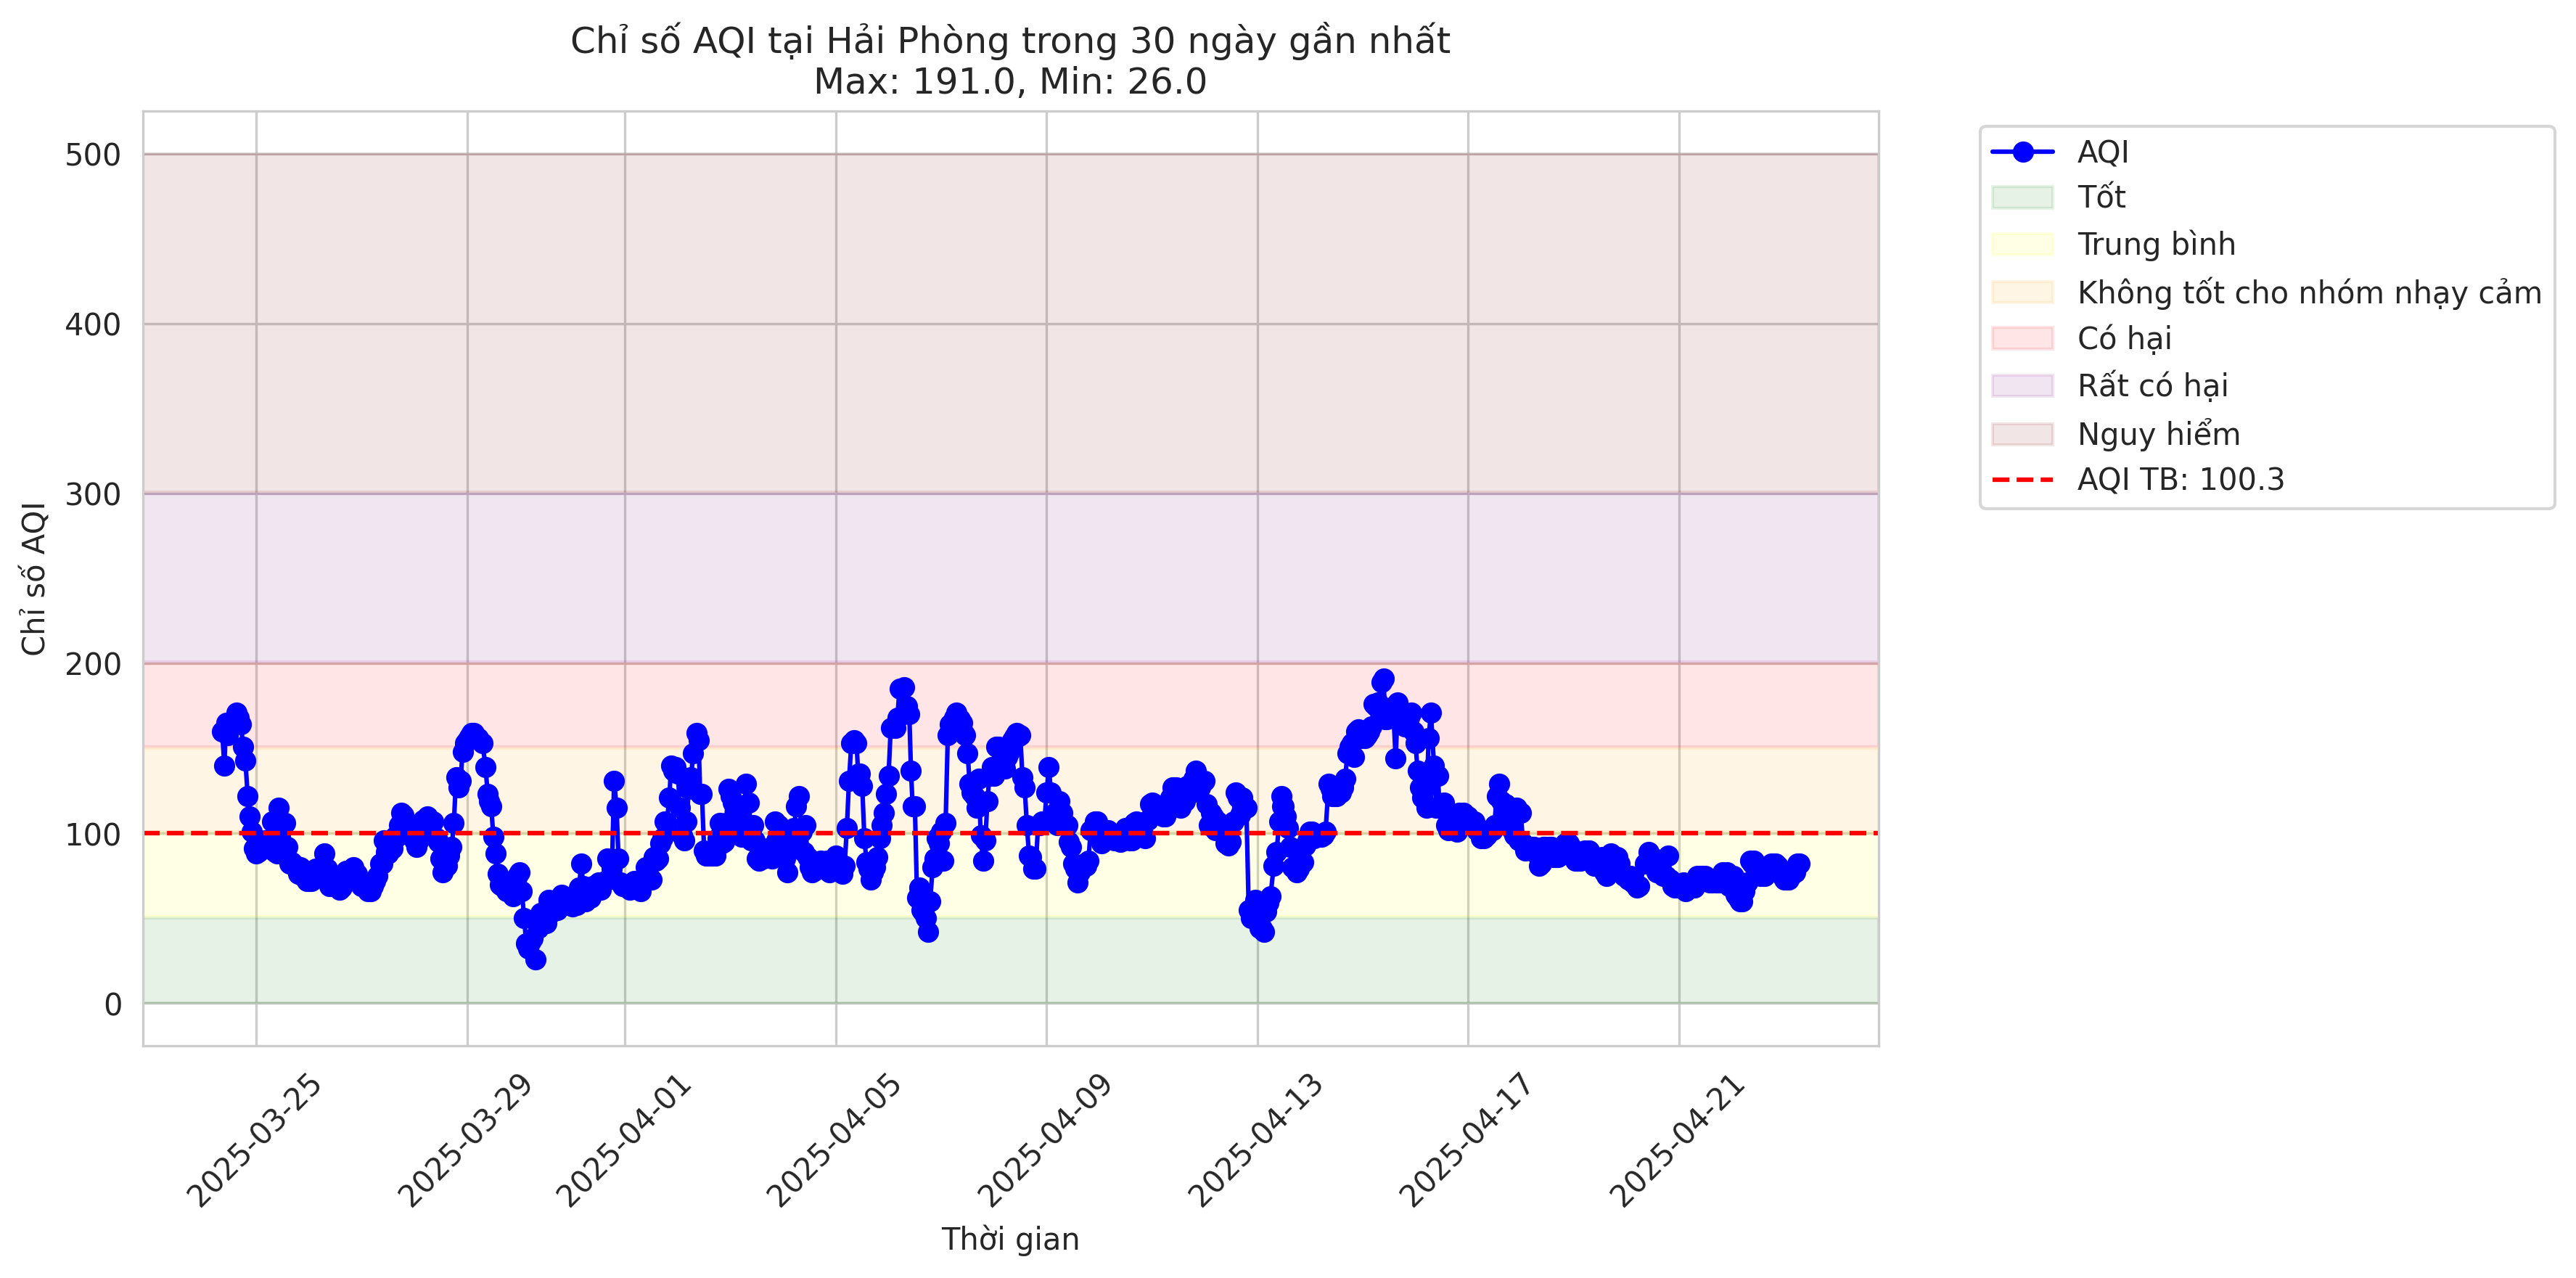 Chỉ số AQI tại Hải Phòng trong 30 ngày gần nhất
Max: 191.0, Min: 26.0
Chỉ số AQI
500
400
300
200
100
0
2025-03-25
2025-03-29
2025-04-01
2025-04-05
2025-04-09
2025-04-13
2025-04-17
2025-04-21
Thời gian
AQI
Tốt
Trung bình
Không tốt cho nhóm nhạy cảm
Có hại
Rất có hại
Nguy hiểm
AQI TB: 100.3